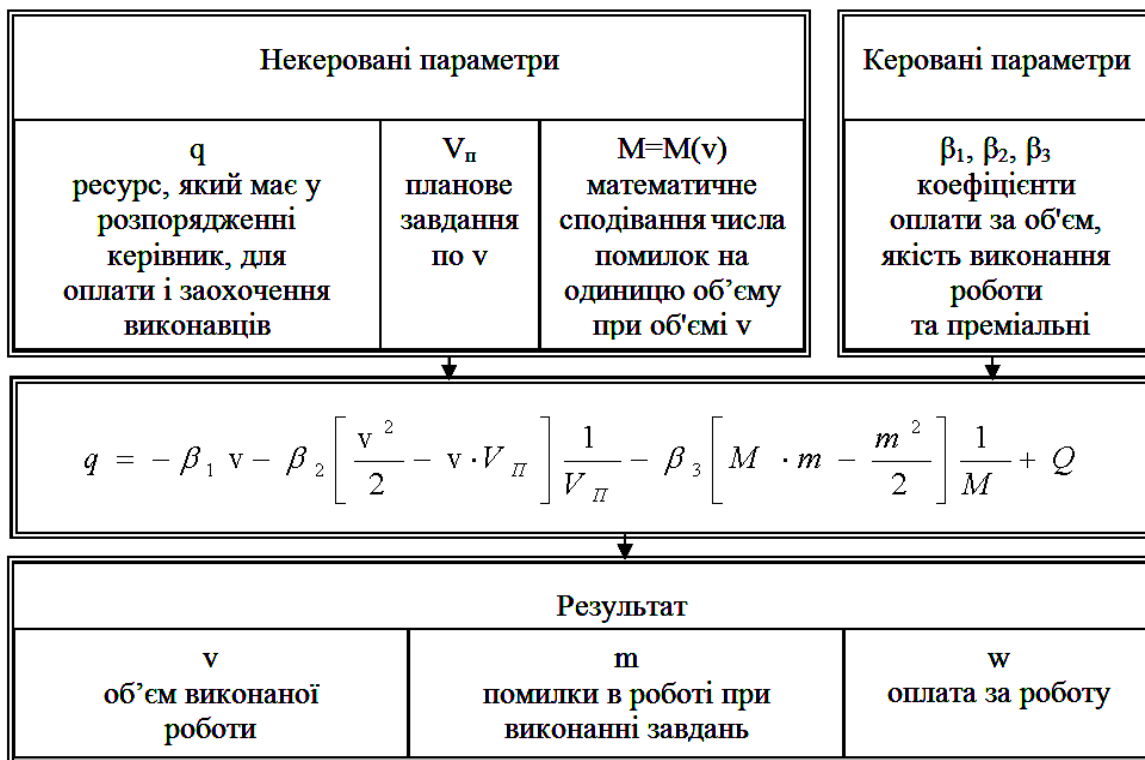 Некеровані параметри
Керовані параметри
q
ресурс, який має у
розпорядженні
керівник, для
оплати і заохочення
виконавців
Vп
планове
завдання
по v
M=M(v)
математичне
сподівання числа
помилок на
одиницю об’єму
при об'ємі v
β₁, β₂, β₃
коефіцієнти
оплати за об'єм,
якість виконання
роботи
та преміальні
q = − β₁ v − β₂ [ v²/2 − v · V_П ] 1/V_П − β₃ [ M · m − m²/2 ] 1/M + Q
Результат
v
об’єм виконаної
роботи
m
помилки в роботі при
виконанні завдань
w
оплата за роботу